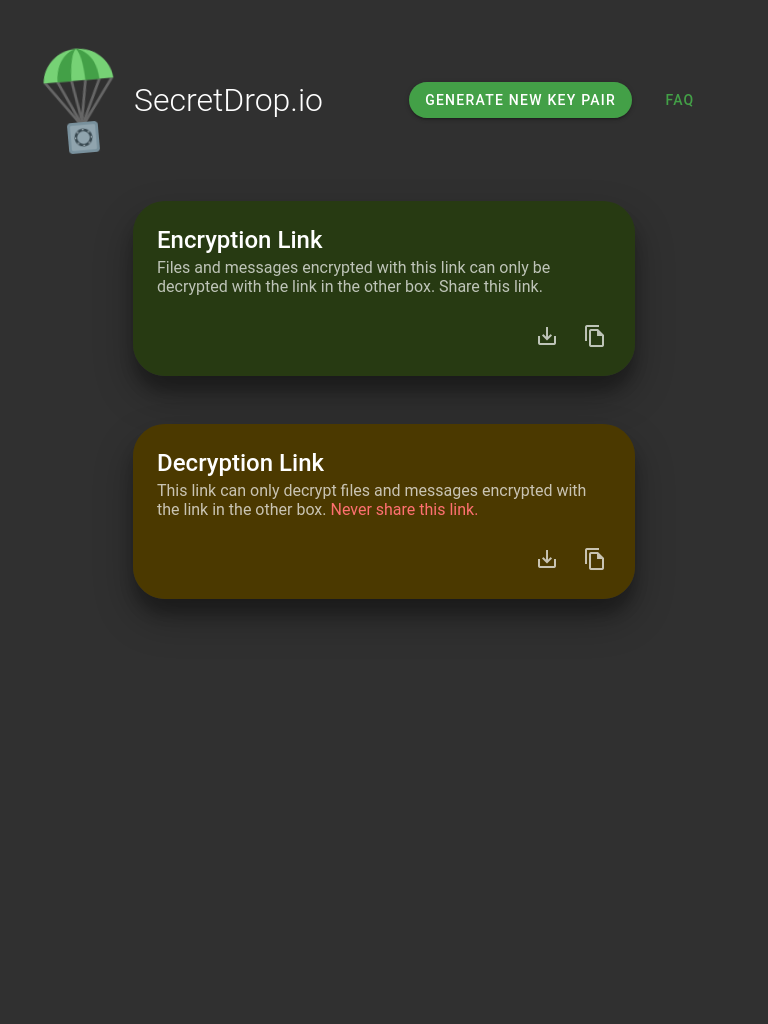 SecretDrop.io
GENERATE NEW KEY PAIR
FAQ
Encryption Link
Files and messages encrypted with this link can only be
decrypted with the link in the other box. Share this link.
Decryption Link
This link can only decrypt files and messages encrypted with
the link in the other box. Never share this link.